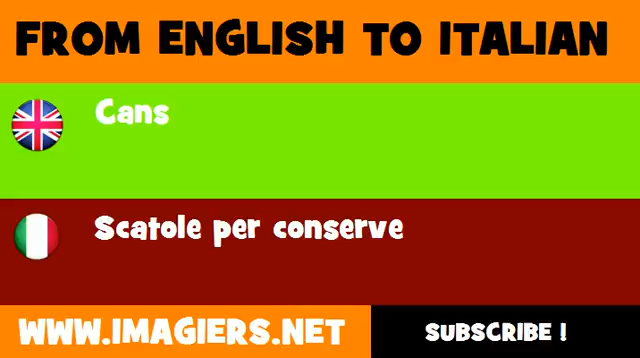 FROM ENGLISH TO ITALIAN
Cans
Scatole per conserve
WWW.IMAGIERS.NET
SUBSCRIBE !